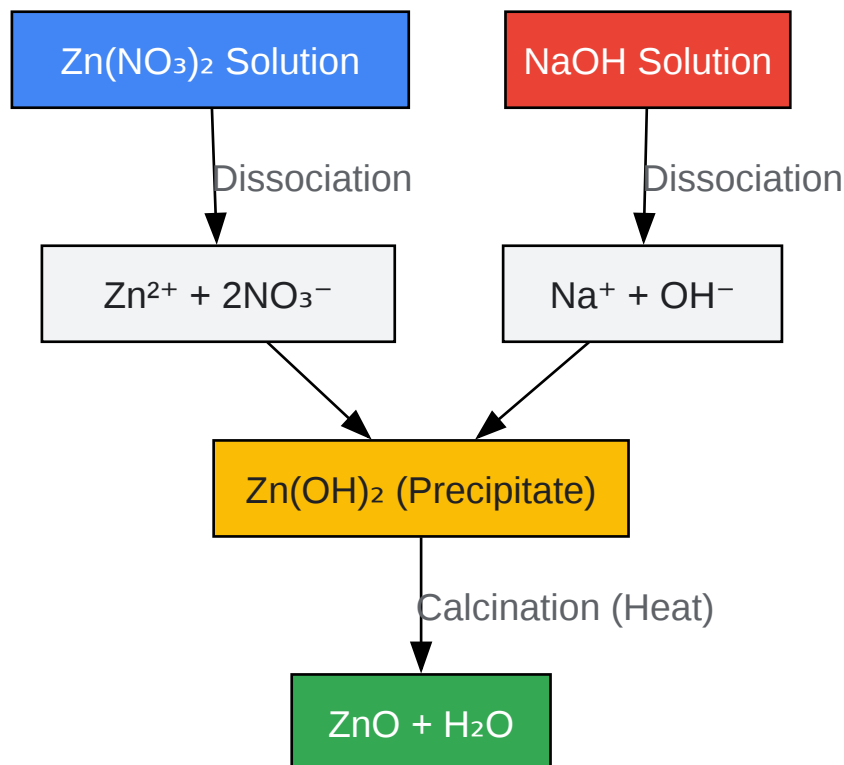 Zn(NO₃)₂ Solution
NaOH Solution
Dissociation
Dissociation
Zn²⁺ + 2NO₃⁻
Na⁺ + OH⁻
Zn(OH)₂ (Precipitate)
Calcination (Heat)
ZnO + H₂O